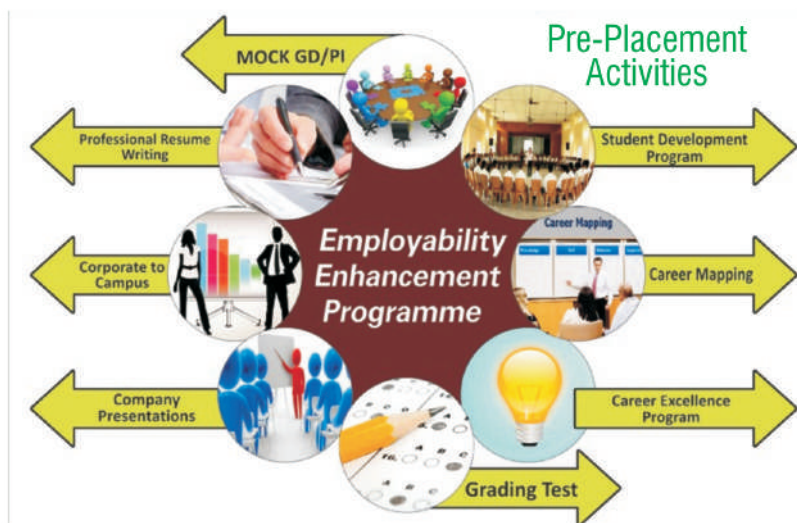 Pre-Placement
Activities
MOCK GD/PI
Professional Resume
Writing
Student Development
Program
Career Mapping
Corporate to
Campus
Employability
Enhancement
Programme
Career Mapping
Company
Presentations
Career Excellence
Program
Grading Test